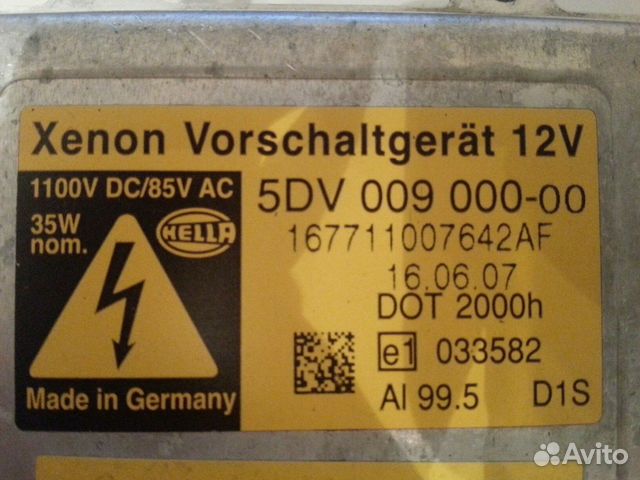 Xenon Vorschaltgerät 12V
1100V DC/85V AC
35W
nom.
HELLA
Made in Germany
5DV 009 000-00
167711007642AF
16.06.07
DOT 2000h
e1 033582
Al 99.5 D1S
Avito